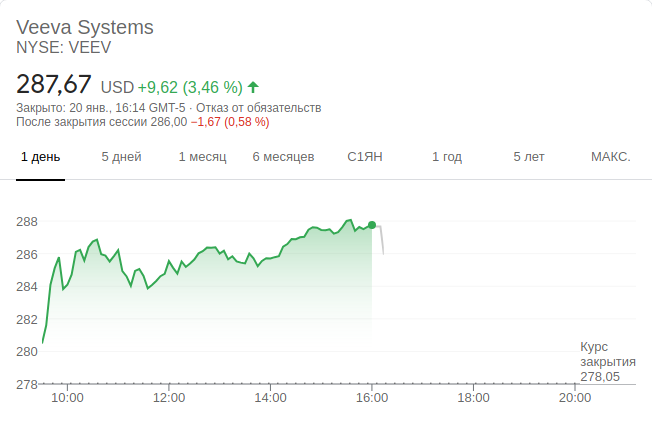 Veeva Systems
NYSE: VEEV
287,67 USD +9,62 (3,46 %)
Закрыто: 20 янв., 16:14 GMT-5 · Отказ от обязательств
После закрытия сессии 286,00 −1,67 (0,58 %)
1 день 5 дней 1 месяц 6 месяцев С1ЯН 1 год 5 лет МАКС.
288
286
284
282
280
Курс
закрытия
278,05
278
10:00 12:00 14:00 16:00 18:00 20:00